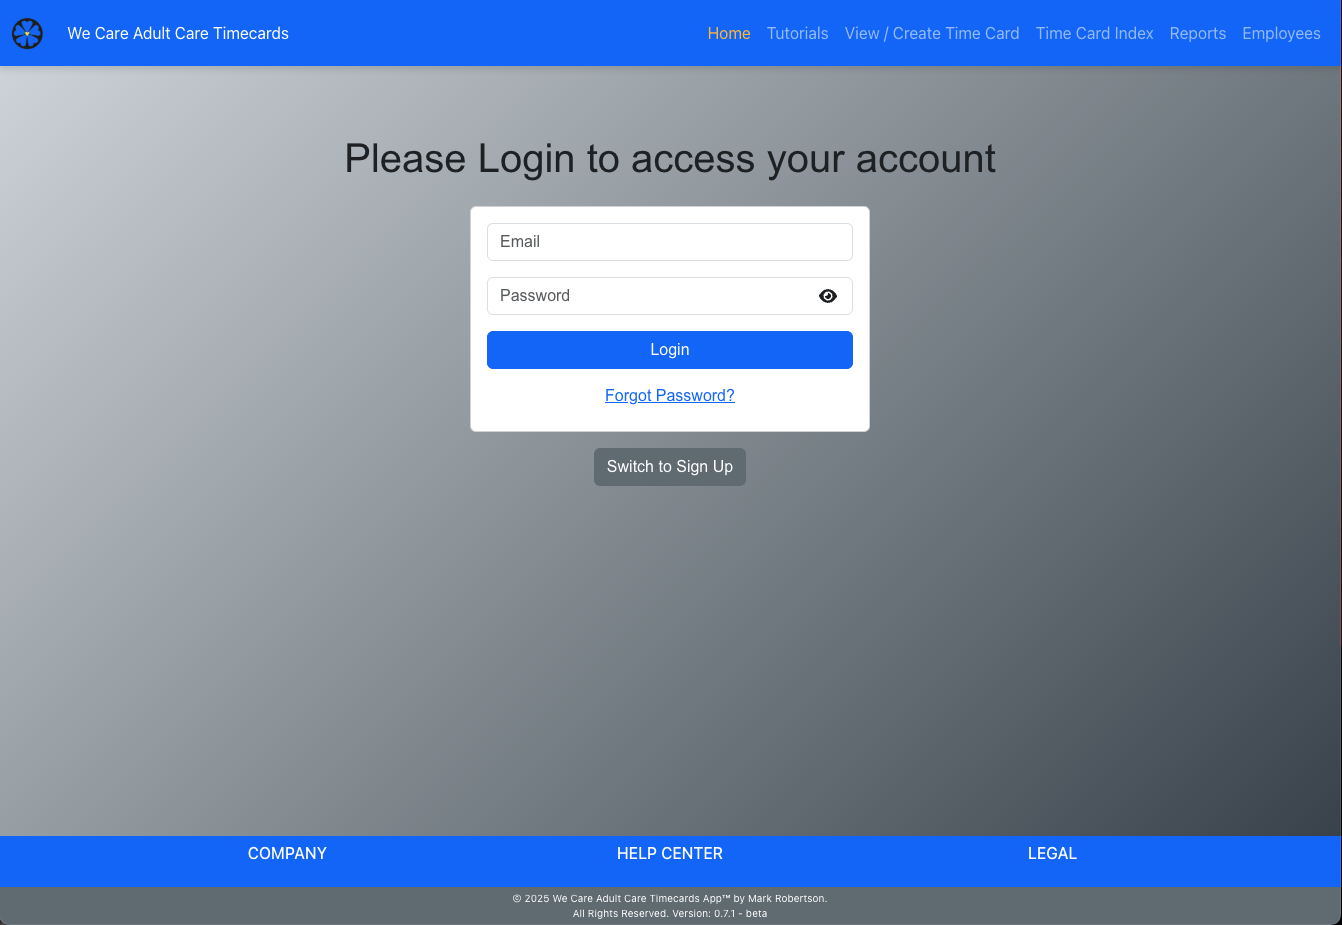 We Care Adult Care Timecards
Home Tutorials View / Create Time Card Time Card Index Reports Employees
Please Login to access your account
Email
Password
Login
Forgot Password?
Switch to Sign Up
COMPANY HELP CENTER LEGAL
© 2025 We Care Adult Care Timecards App™ by Mark Robertson.
All Rights Reserved. Version: 0.7.1 - beta